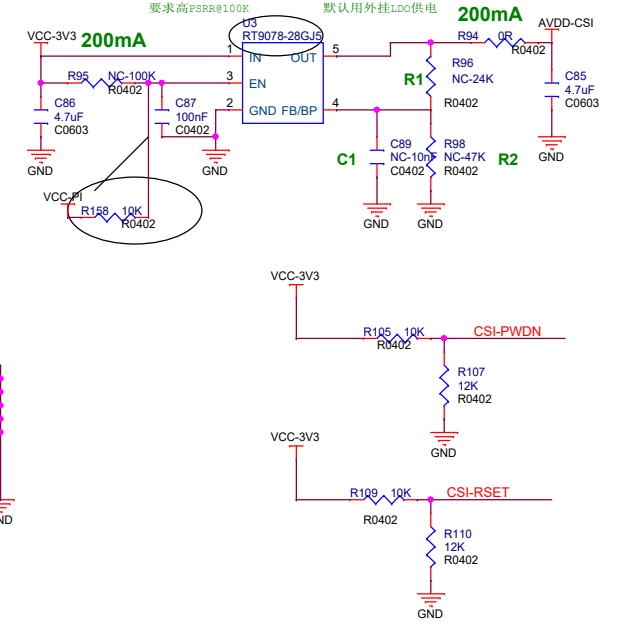 要求高PSRR@100K
默认用外挂LDO供电
U3
RT9078-28GJ5
VCC-3V3
200mA
200mA
AVDD-CSI
1
IN
OUT
5
R94
0R
R0402
R95
NC-100K
R0402
3
EN
R1
R96
NC-24K
R0402
C85
4.7uF
C0603
C86
4.7uF
C0603
C87
100nF
C0402
2
GND
FB/BP
4
C1
C89
NC-10nF
C0402
R98
NC-47K
R0402
R2
GND
GND
GND
GND
GND
VCC-PI
R158
10K
R0402
VCC-3V3
R105
10K
R0402
CSI-PWDN
R107
12K
R0402
GND
VCC-3V3
R109
10K
R0402
CSI-RSET
R110
12K
R0402
GND
ND